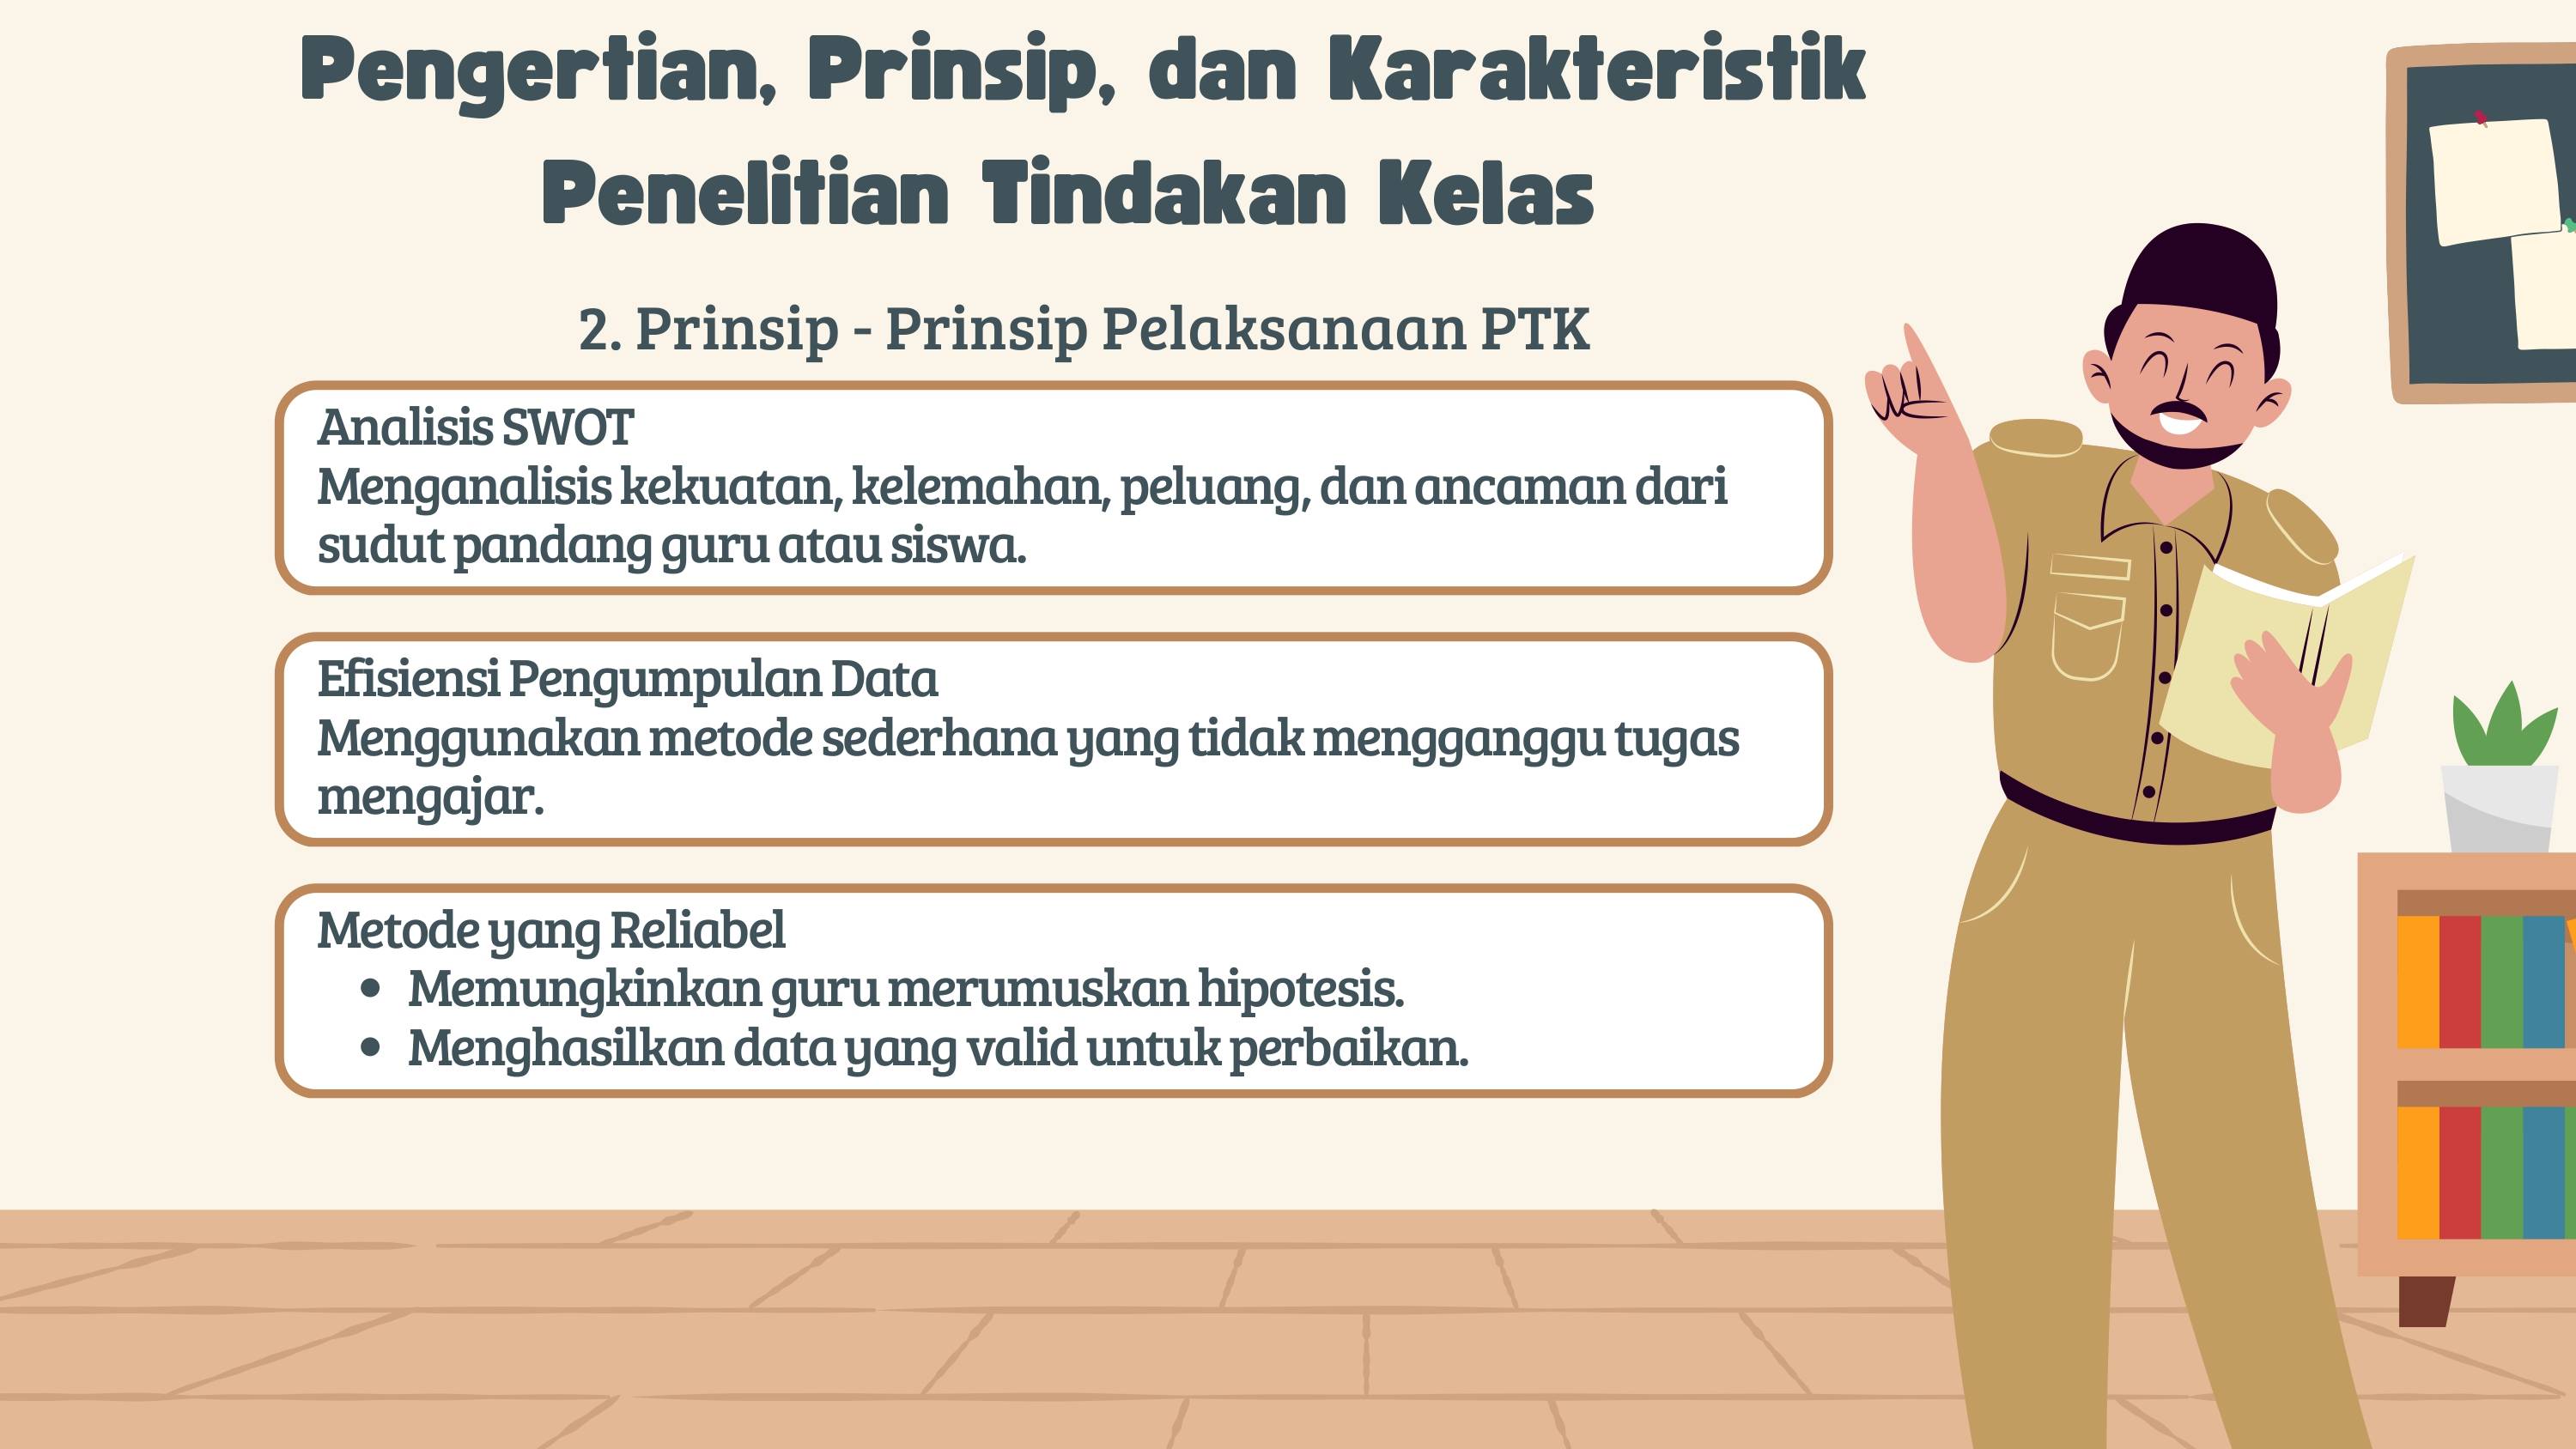 Pengertian, Prinsip, dan Karakteristik
Penelitian Tindakan Kelas
2. Prinsip - Prinsip Pelaksanaan PTK
Analisis SWOT
Menganalisis kekuatan, kelemahan, peluang, dan ancaman dari
sudut pandang guru atau siswa.
Efisiensi Pengumpulan Data
Menggunakan metode sederhana yang tidak mengganggu tugas
mengajar.
Metode yang Reliabel
• Memungkinkan guru merumuskan hipotesis.
• Menghasilkan data yang valid untuk perbaikan.